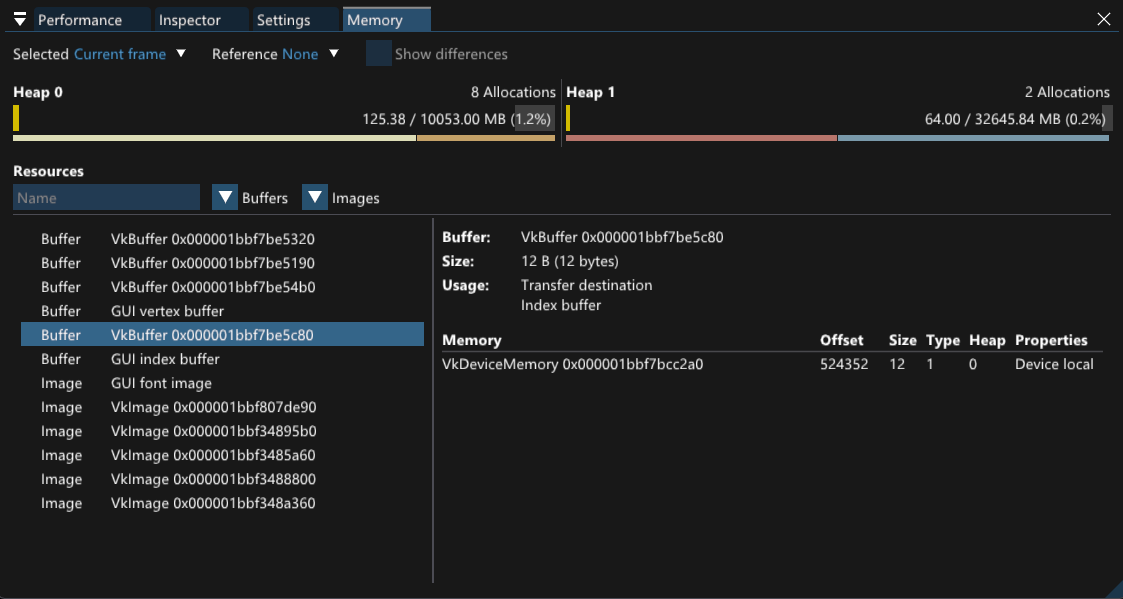 Performance Inspector Settings Memory
Selected Current frame Reference None Show differences
Heap 0 8 Allocations Heap 1 2 Allocations
125.38 / 10053.00 MB (1.2%) 64.00 / 32645.84 MB (0.2%)
Resources
Name Buffers Images
Buffer VkBuffer 0x000001bbf7be5320
Buffer VkBuffer 0x000001bbf7be5190
Buffer VkBuffer 0x000001bbf7be54b0
Buffer GUI vertex buffer
Buffer VkBuffer 0x000001bbf7be5c80
Buffer GUI index buffer
Image GUI font image
Image VkImage 0x000001bbf807de90
Image VkImage 0x000001bbf34895b0
Image VkImage 0x000001bbf3485a60
Image VkImage 0x000001bbf3488800
Image VkImage 0x000001bbf348a360
Buffer: VkBuffer 0x000001bbf7be5c80
Size: 12 B (12 bytes)
Usage: Transfer destination
Index buffer
Memory Offset Size Type Heap Properties
VkDeviceMemory 0x000001bbf7bcc2a0 524352 12 1 0 Device local